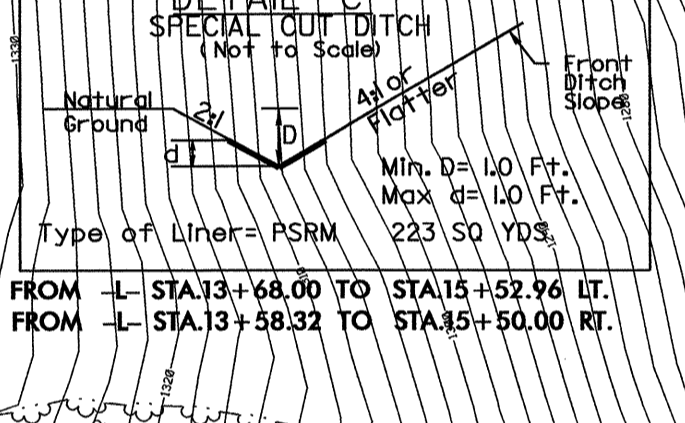 DETAIL C
SPECIAL CUT DITCH
(Not to Scale)
1330
Natural
Ground
2:1
D
d
4:1 or
Flatter
Front
Ditch
Slope
1280
Min. D= 1.0 Ft.
Max d= 1.0 Ft.
Type of Liner= PSRM 223 SQ YDS
FROM -L- STA.13+68.00 TO STA.15+52.96 LT.
FROM -L- STA.13+58.32 TO STA.15+50.00 RT.
1320